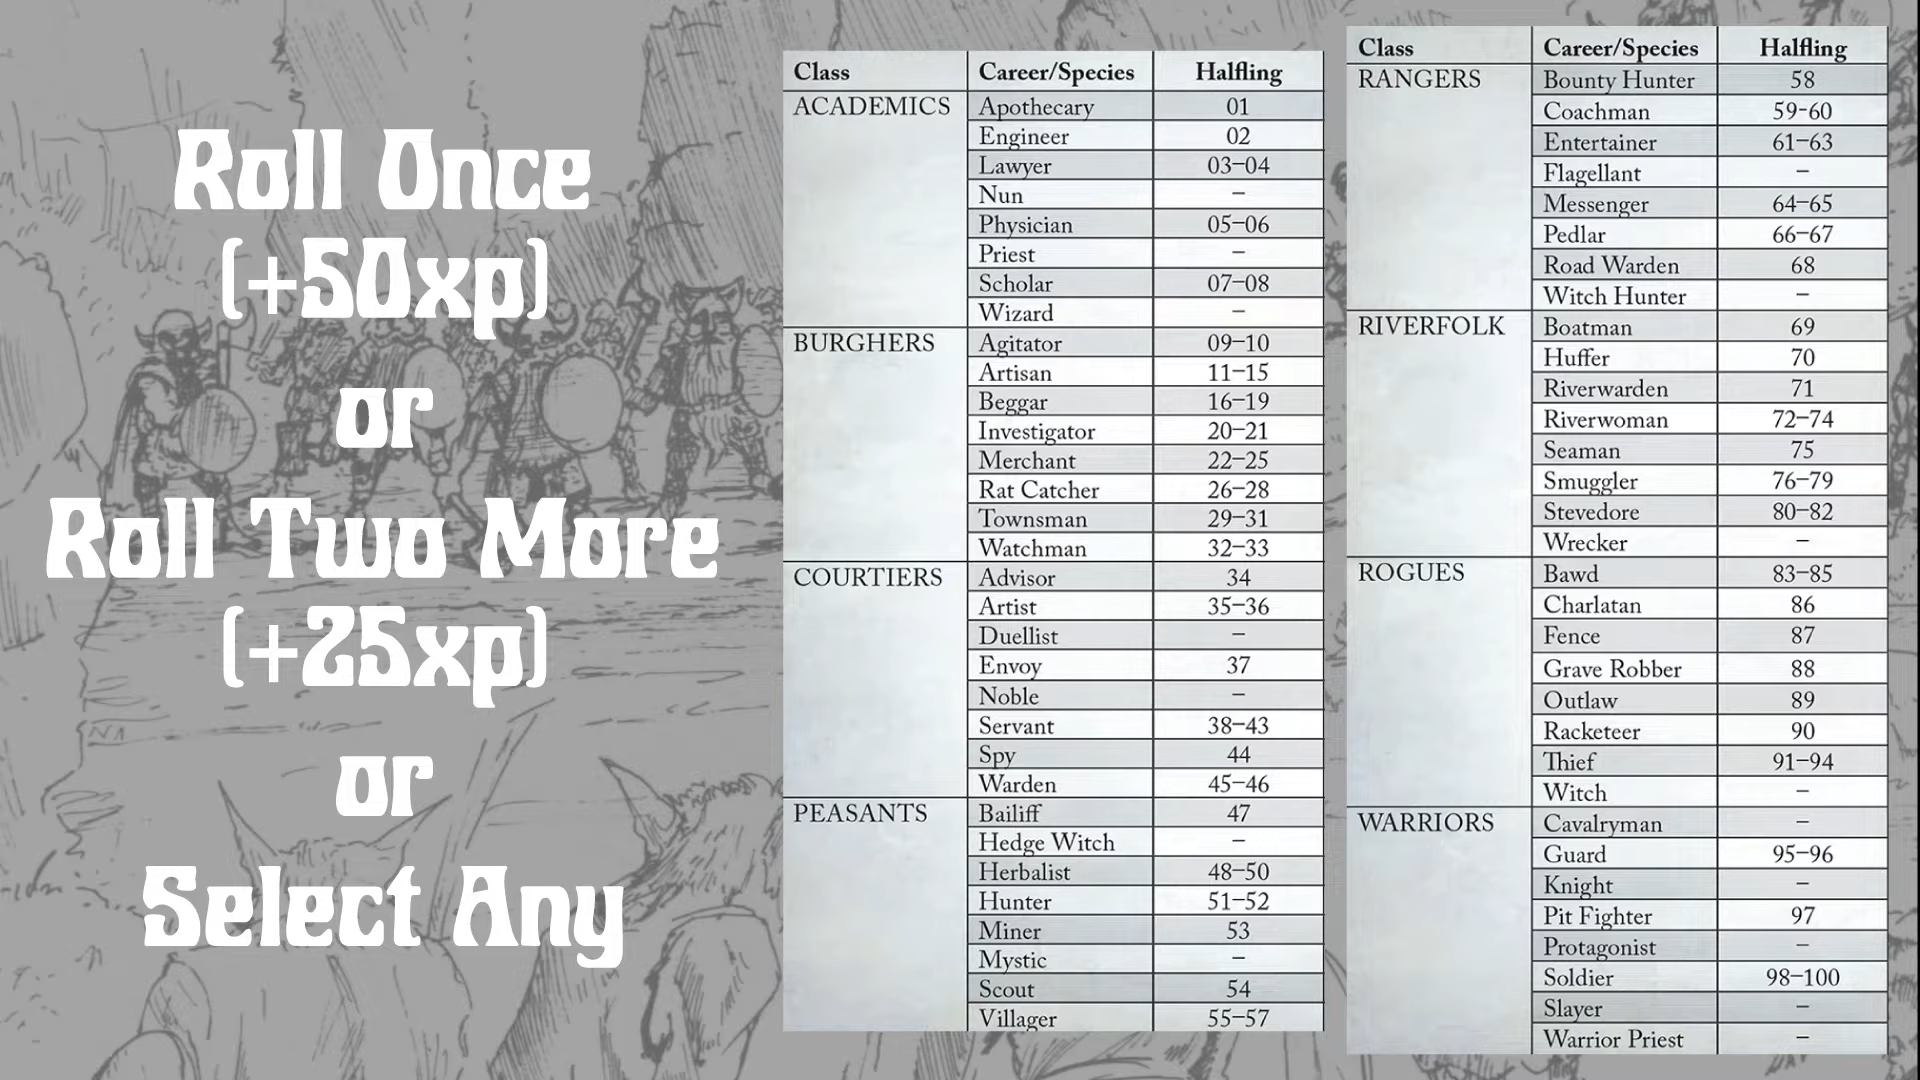 Roll Once
(+50xp)
or
Roll Two More
(+25xp)
or
Select Any
Class Career/Species Halfling
ACADEMICS Apothecary 01
Engineer 02
Lawyer 03–04
Nun –
Physician 05–06
Priest –
Scholar 07–08
Wizard –
BURGHERS Agitator 09–10
Artisan 11–15
Beggar 16–19
Investigator 20–21
Merchant 22–25
Rat Catcher 26–28
Townsman 29–31
Watchman 32–33
COURTIERS Advisor 34
Artist 35–36
Duellist –
Envoy 37
Noble –
Servant 38–43
Spy 44
Warden 45–46
PEASANTS Bailiff 47
Hedge Witch –
Herbalist 48–50
Hunter 51–52
Miner 53
Mystic –
Scout 54
Villager 55–57
Class Career/Species Halfling
RANGERS Bounty Hunter 58
Coachman 59-60
Entertainer 61–63
Flagellant –
Messenger 64–65
Pedlar 66–67
Road Warden 68
Witch Hunter –
RIVERFOLK Boatman 69
Huffer 70
Riverwarden 71
Riverwoman 72–74
Seaman 75
Smuggler 76–79
Stevedore 80–82
Wrecker –
ROGUES Bawd 83–85
Charlatan 86
Fence 87
Grave Robber 88
Outlaw 89
Racketeer 90
Thief 91–94
Witch –
WARRIORS Cavalryman –
Guard 95–96
Knight –
Pit Fighter 97
Protagonist –
Soldier 98–100
Slayer –
Warrior Priest –